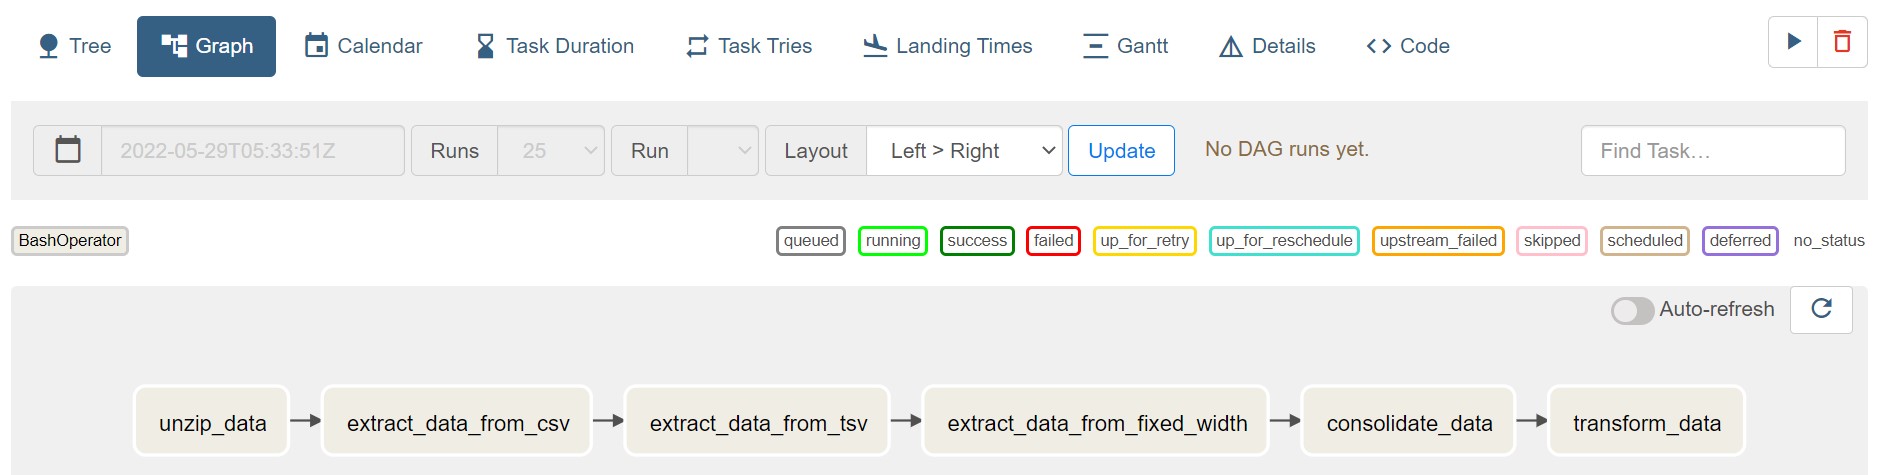 Tree Graph Calendar Task Duration Task Tries Landing Times Gantt Details Code
2022-05-29T05:33:51Z Runs 25 Run Layout Left > Right Update No DAG runs yet. Find Task…
BashOperator queued running success failed up_for_retry up_for_reschedule upstream_failed skipped scheduled deferred no_status
Auto-refresh
unzip_data extract_data_from_csv extract_data_from_tsv extract_data_from_fixed_width consolidate_data transform_data